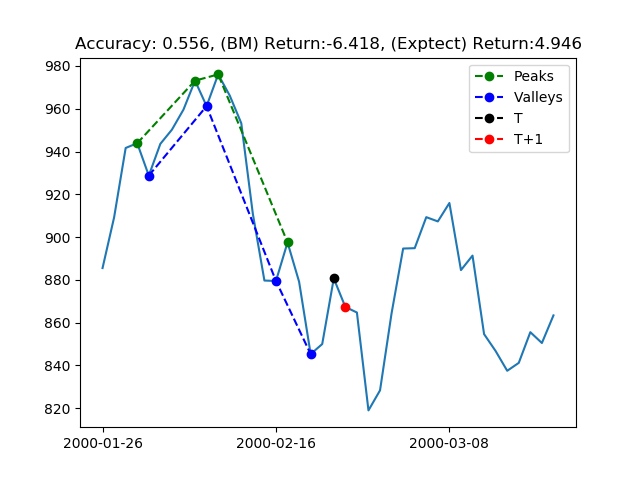 Accuracy: 0.556, (BM) Return:-6.418, (Exptect) Return:4.946
980
960
940
920
900
880
860
840
820
Peaks
Valleys
T
T+1
2000-01-26
2000-02-16
2000-03-08